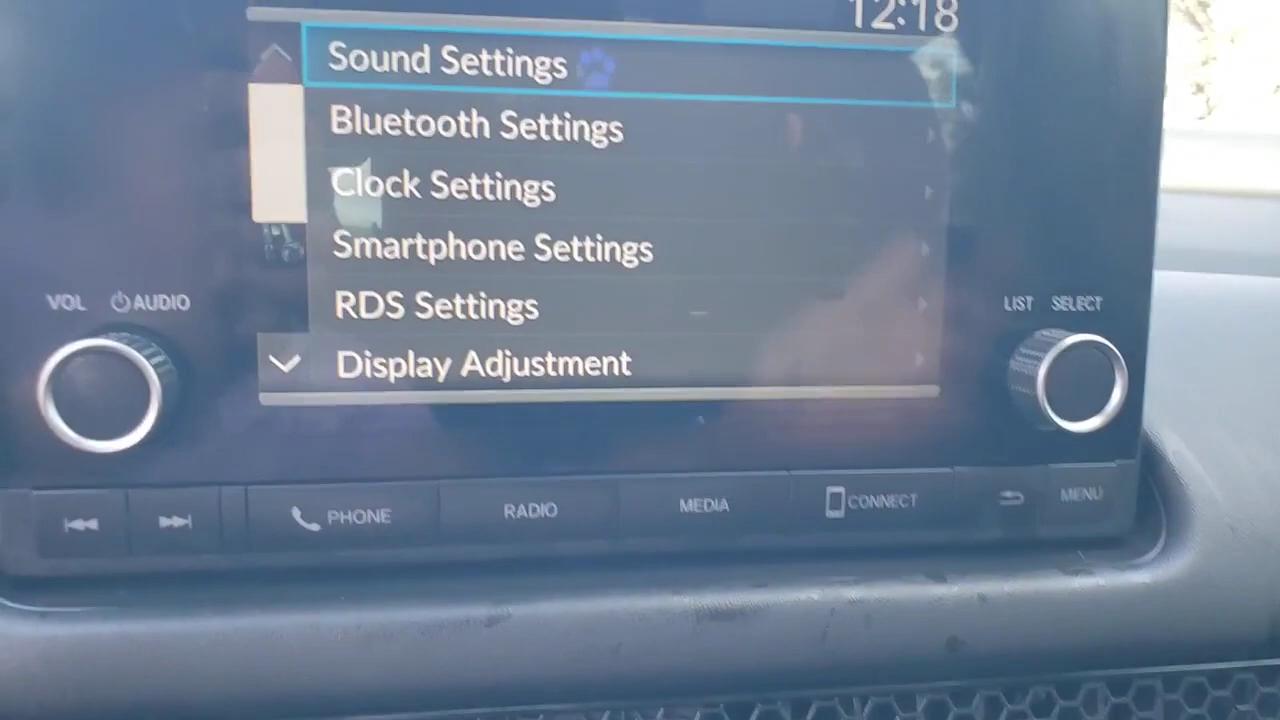 12:18
Sound Settings
Bluetooth Settings
Clock Settings
Smartphone Settings
RDS Settings
Display Adjustment
VOL AUDIO
LIST SELECT
PHONE
RADIO
MEDIA
CONNECT
MENU